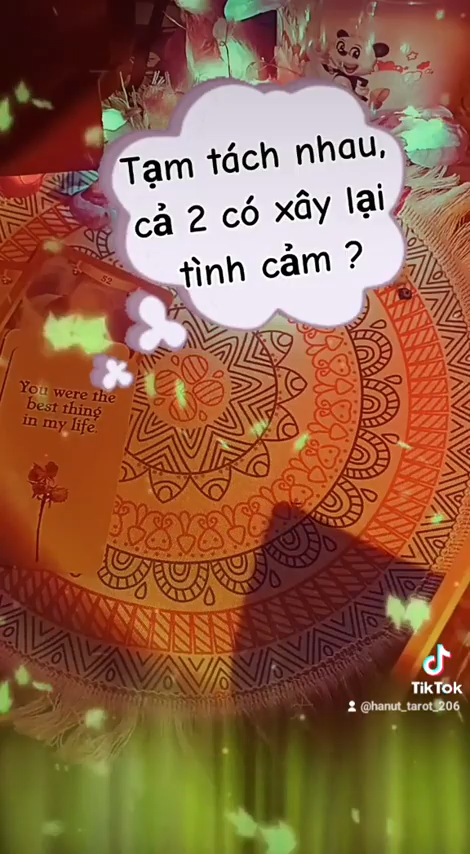 Tạm tách nhau,
cả 2 có xây lại
tình cảm ?
52
You were the
best thing
in my life.
TikTok
@hanut_tarot_206